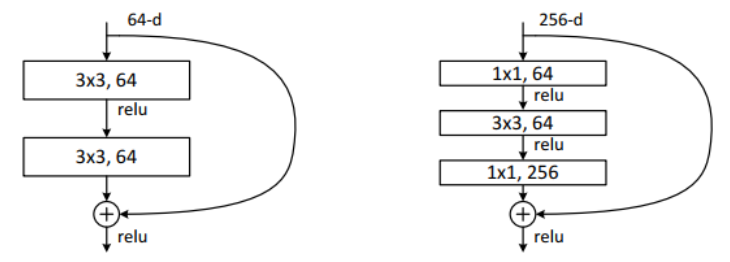 64-d
3x3, 64
relu
3x3, 64
relu
256-d
1x1, 64
relu
3x3, 64
relu
1x1, 256
relu